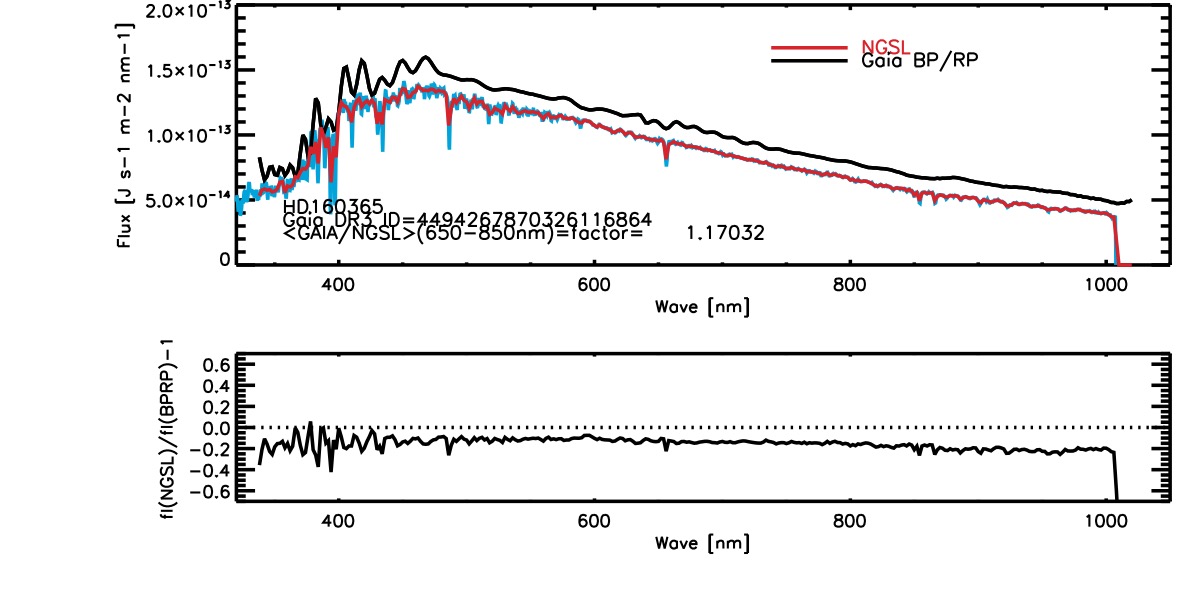 2.0×10−13
1.5×10−13
1.0×10−13
5.0×10−14
0
Flux [J s−1 m−2 nm−1]
NGSL
Gaia BP/RP
HD160365
Gaia DR3 ID=4494267870326116864
<GAIA/NGSL>(650−850nm)=factor= 1.17032
400 600 800 1000
Wave [nm]
fl(NGSL)/fl(BPRP)−1
0.6
0.4
0.2
0.0
−0.2
−0.4
−0.6
400 600 800 1000
Wave [nm]